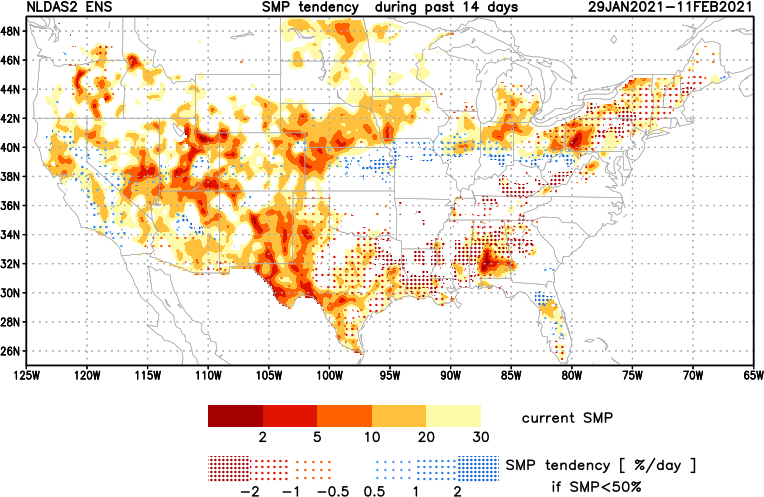 NLDAS2 ENS SMP tendency during past 14 days 29JAN2021-11FEB2021
48N
46N
44N
42N
40N
38N
36N
34N
32N
30N
28N
26N
125W 120W 115W 110W 105W 100W 95W 90W 85W 80W 75W 70W 65W
current SMP
2 5 10 20 30
SMP tendency [ %/day ]
-2 -1 -0.5 0.5 1 2
if SMP<50%